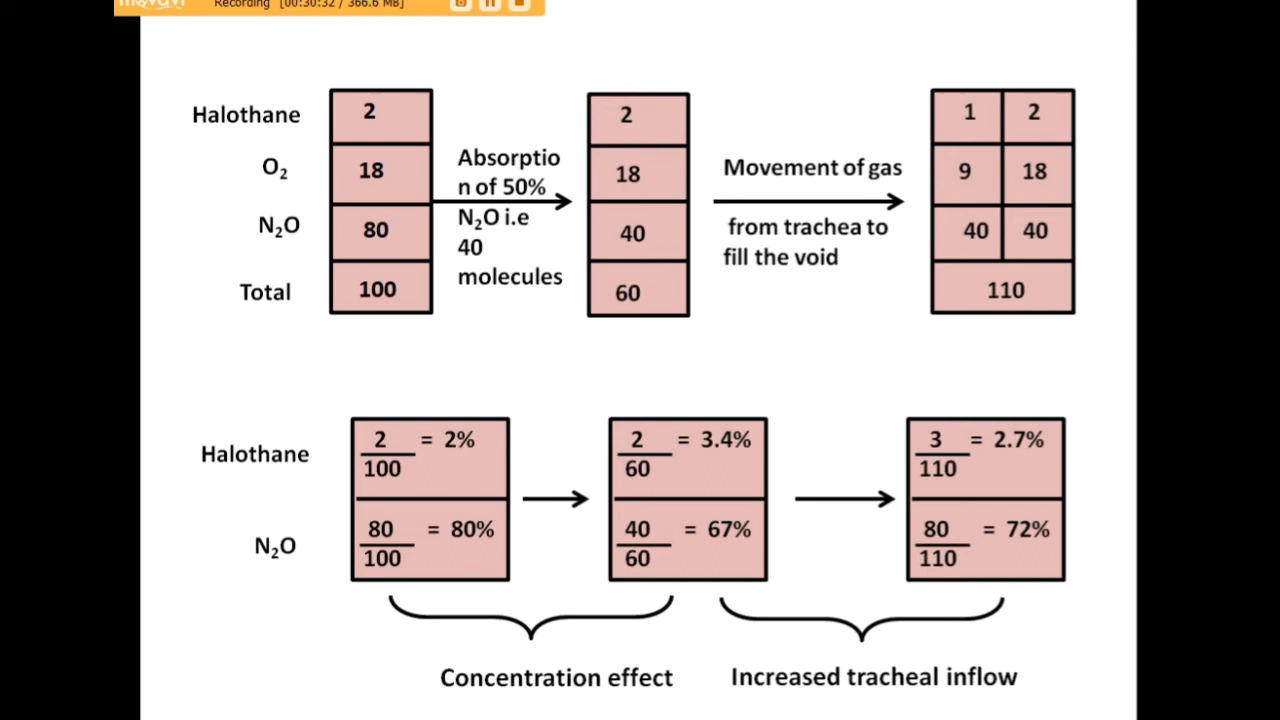 Recording [00:30:32 / 366.6 MB]
Halothane 2 2 1 2
O₂ 18 18 9 18
N₂O 80 40 40 40
Total 100 60 110
Absorptio
n of 50%
N₂O i.e
40
molecules
Movement of gas
from trachea to
fill the void
Halothane 2/100 = 2% 2/60 = 3.4% 3/110 = 2.7%
N₂O 80/100 = 80% 40/60 = 67% 80/110 = 72%
Concentration effect Increased tracheal inflow